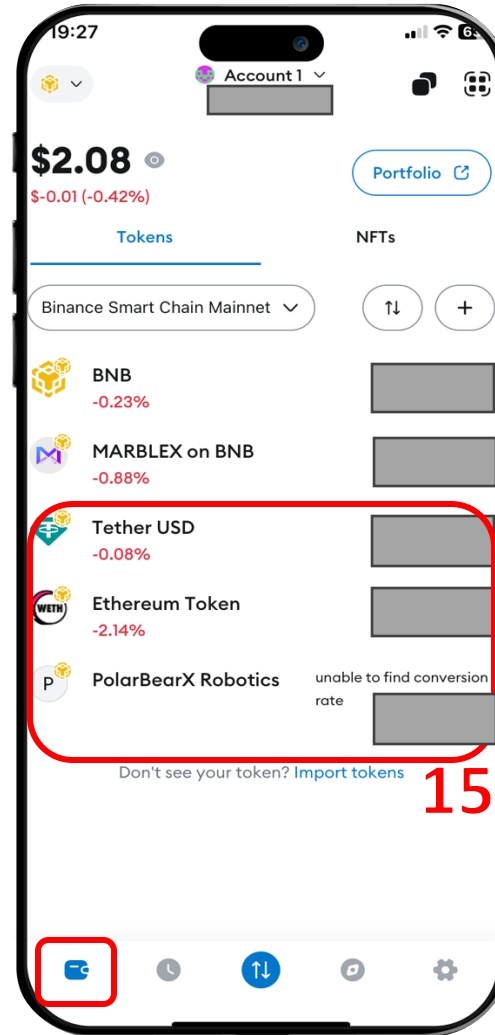 19:27
Account 1
$2.08
Portfolio
$-0.01 (-0.42%)
Tokens
NFTs
Binance Smart Chain Mainnet
BNB
-0.23%
MARBLEX on BNB
-0.88%
Tether USD
-0.08%
WETH
Ethereum Token
-2.14%
P
PolarBearX Robotics
unable to find conversion
rate
Don't see your token? Import tokens
15